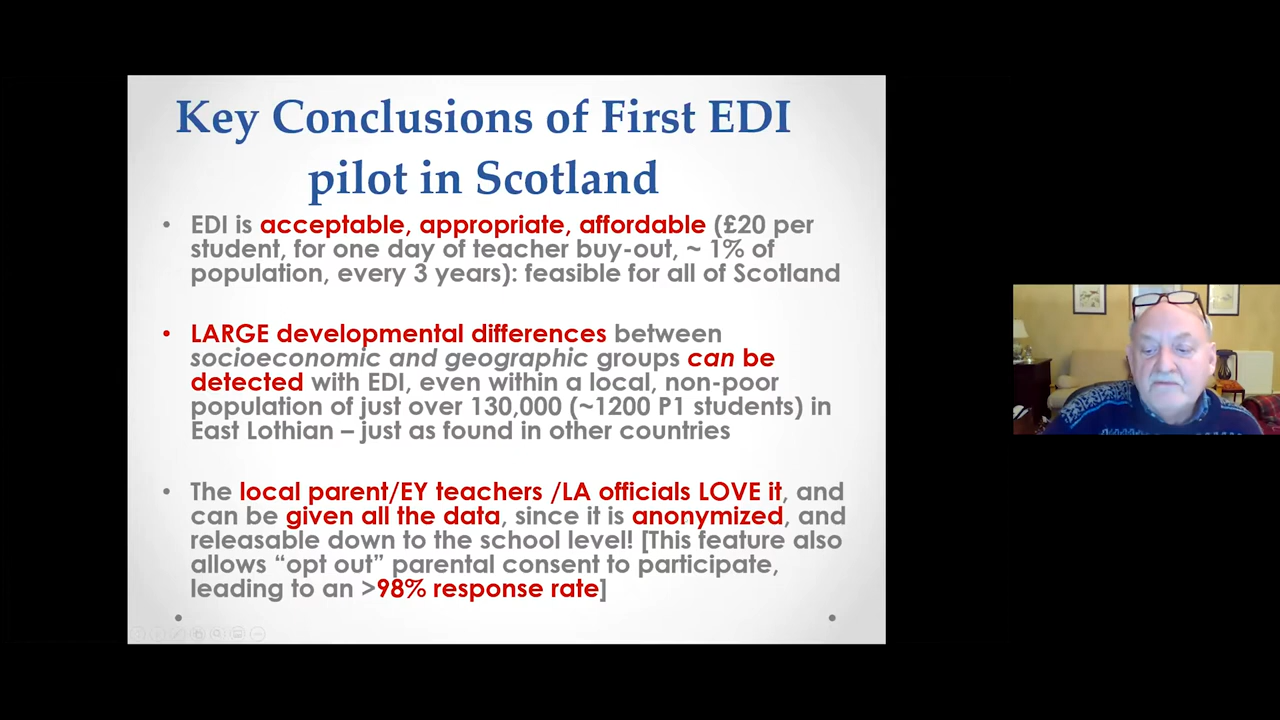 Key Conclusions of First EDI
pilot in Scotland
• EDI is acceptable, appropriate, affordable (£20 per
student, for one day of teacher buy-out, ~ 1% of
population, every 3 years): feasible for all of Scotland
• LARGE developmental differences between
socioeconomic and geographic groups can be
detected with EDI, even within a local, non-poor
population of just over 130,000 (~1200 P1 students) in
East Lothian – just as found in other countries
• The local parent/EY teachers /LA officials LOVE it, and
can be given all the data, since it is anonymized, and
releasable down to the school level! [This feature also
allows “opt out” parental consent to participate,
leading to an >98% response rate]